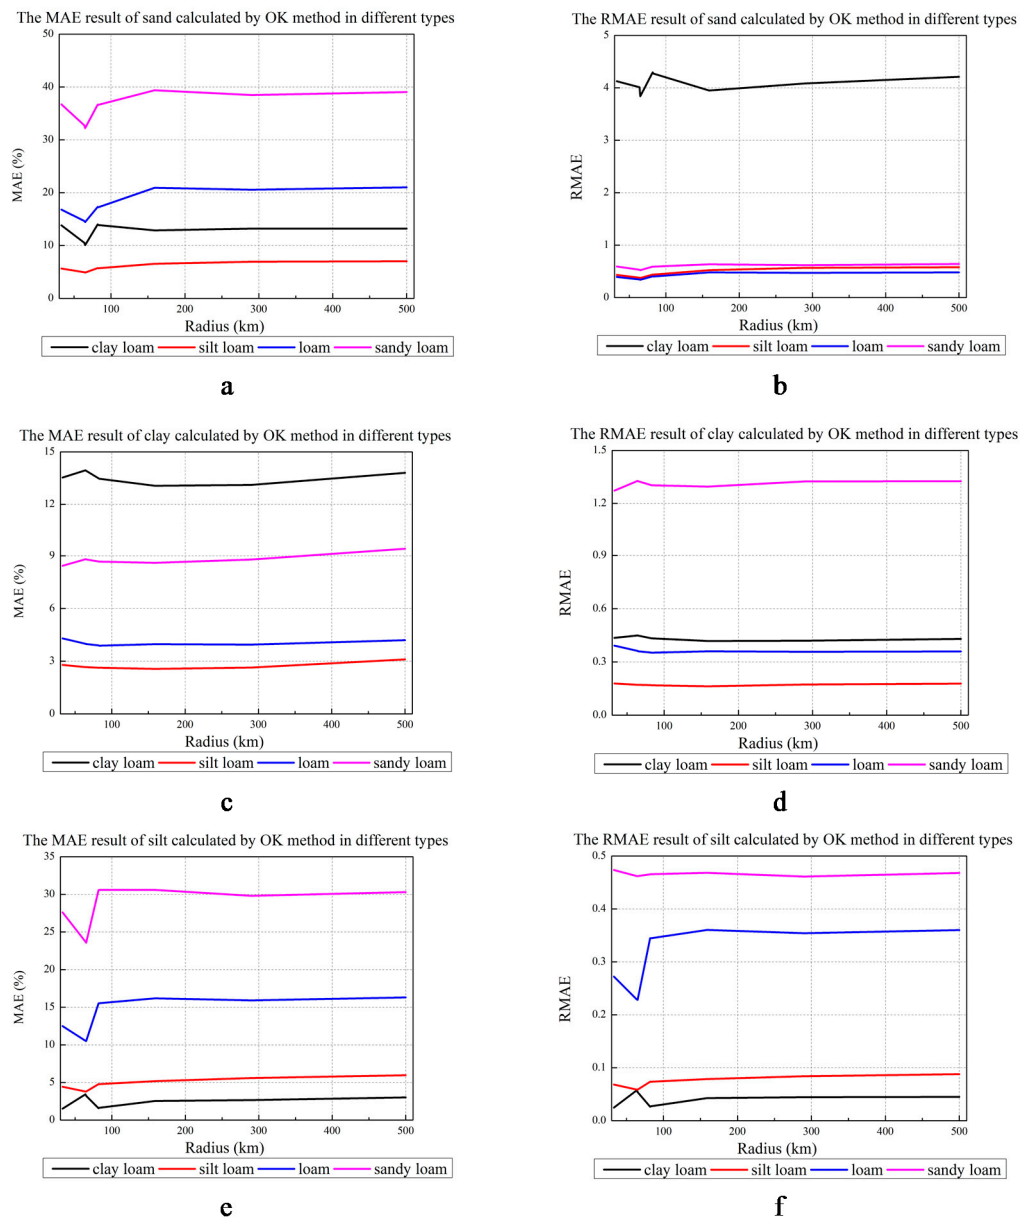 The MAE result of sand calculated by OK method in different types
50
40
30
20
10
0
MAE (%)
100 200 300 400 500
Radius (km)
clay loam silt loam loam sandy loam
a
The RMAE result of sand calculated by OK method in different types
5
4
3
2
1
0
RMAE
100 200 300 400 500
Radius (km)
clay loam silt loam loam sandy loam
b
The MAE result of clay calculated by OK method in different types
15
13
9
6
3
0
MAE (%)
100 200 300 400 500
Radius (km)
clay loam silt loam loam sandy loam
c
The RMAE result of clay calculated by OK method in different types
1.5
1.2
0.9
0.6
0.3
0.0
RMAE
100 200 300 400 500
Radius (km)
clay loam silt loam loam sandy loam
d
The MAE result of silt calculated by OK method in different types
35
30
25
20
15
10
5
0
MAE (%)
100 200 300 400 500
Radius (km)
clay loam silt loam loam sandy loam
e
The RMAE result of silt calculated by OK method in different types
0.5
0.4
0.3
0.2
0.1
0.0
RMAE
100 200 300 400 500
Radius (km)
clay loam silt loam loam sandy loam
f